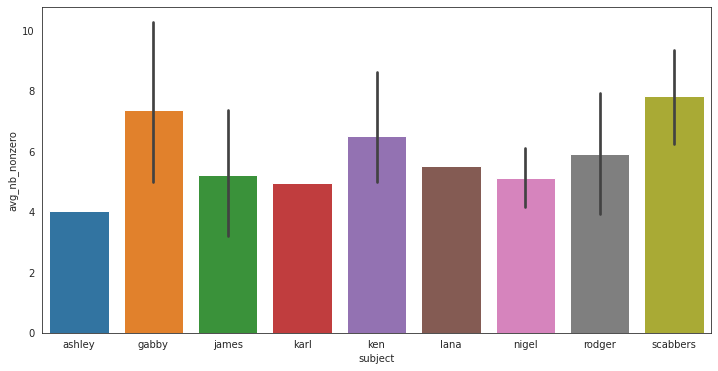 10
8
6
4
2
0
avg_nb_nonzero
ashley gabby james karl ken lana nigel rodger scabbers
subject